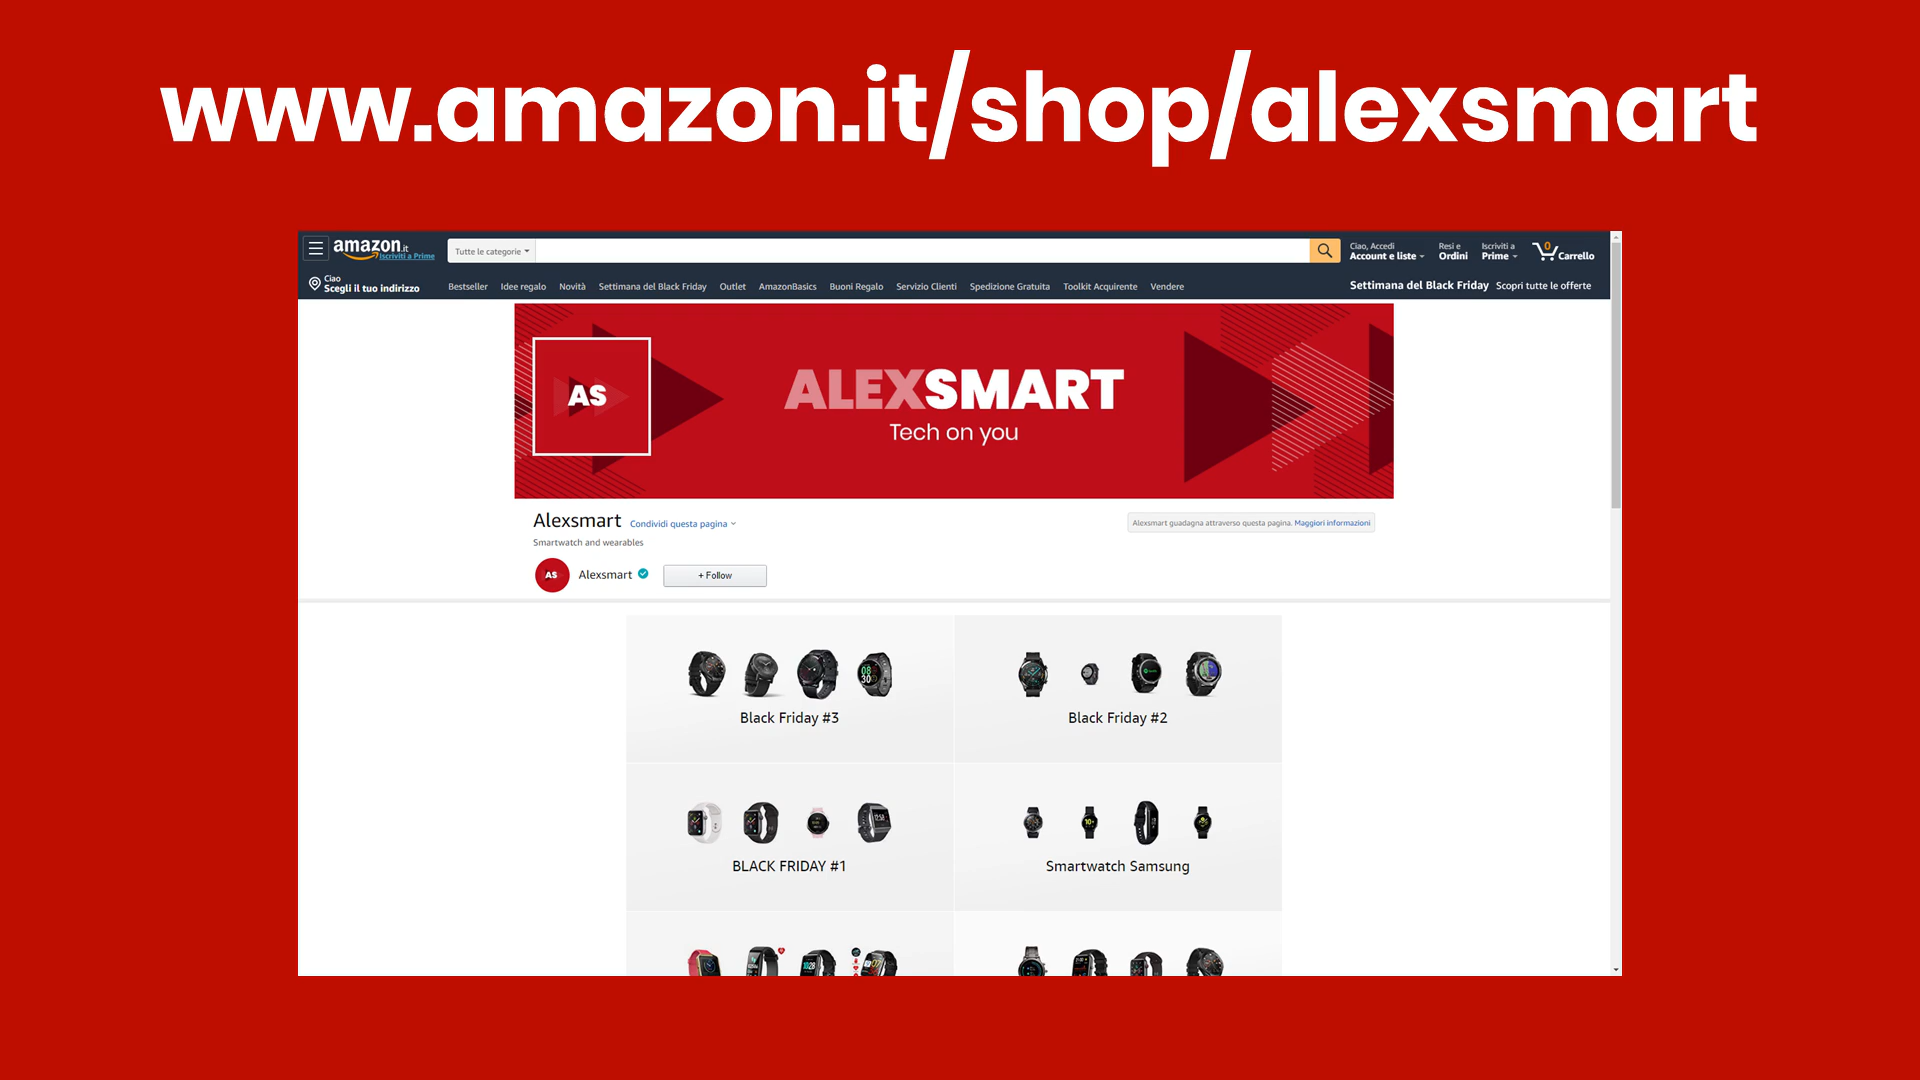 www.amazon.it/shop/alexsmart
amazon.it
Iscriviti a Prime
Tutte le categorie
Ciao, Accedi
Account e liste
Resi e
Ordini
Iscriviti a
Prime
0
Carrello
Ciao
Scegli il tuo indirizzo
Bestseller Idee regalo Novità Settimana del Black Friday Outlet AmazonBasics Buoni Regalo Servizio Clienti Spedizione Gratuita Toolkit Acquirente Vendere
Settimana del Black Friday Scopri tutte le offerte
AS
ALEXSMART
Tech on you
Alexsmart Condividi questa pagina
Alexsmart guadagna attraverso questa pagina. Maggiori informazioni
Smartwatch and wearables
AS Alexsmart + Follow
Black Friday #3
Black Friday #2
BLACK FRIDAY #1
Smartwatch Samsung